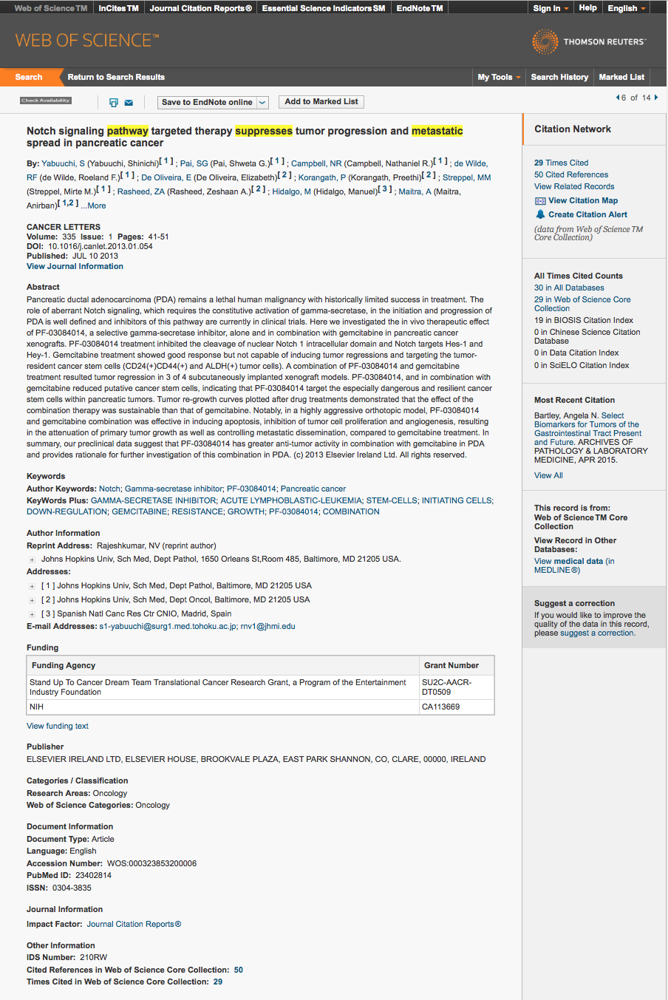 Web of Science™ InCites™ Journal Citation Reports® Essential Science Indicators SM EndNote™ Sign In Help English
WEB OF SCIENCE™
THOMSON REUTERS™
Search Return to Search Results My Tools Search History Marked List
Check Availability Save to EndNote online Add to Marked List 6 of 14
Notch signaling pathway targeted therapy suppresses tumor progression and metastatic
spread in pancreatic cancer
By: Yabuuchi, S (Yabuuchi, Shinichi)[ 1 ] ; Pai, SG (Pai, Shweta G.)[ 1 ] ; Campbell, NR (Campbell, Nathaniel R.)[ 1 ] ; de Wilde,
RF (de Wilde, Roeland F.)[ 1 ] ; De Oliveira, E (De Oliveira, Elizabeth)[ 2 ] ; Korangath, P (Korangath, Preethi)[ 2 ] ; Streppel, MM
(Streppel, Mirte M.)[ 1 ] ; Rasheed, ZA (Rasheed, Zeshaan A.)[ 2 ] ; Hidalgo, M (Hidalgo, Manuel)[ 3 ] ; Maitra, A (Maitra,
Anirban)[ 1,2 ] ...More
CANCER LETTERS
Volume: 335 Issue: 1 Pages: 41-51
DOI: 10.1016/j.canlet.2013.01.054
Published: JUL 10 2013
View Journal Information
Abstract
Pancreatic ductal adenocarcinoma (PDA) remains a lethal human malignancy with historically limited success in treatment. The
role of aberrant Notch signaling, which requires the constitutive activation of gamma-secretase, in the initiation and progression of
PDA is well defined and inhibitors of this pathway are currently in clinical trials. Here we investigated the in vivo therapeutic effect
of PF-03084014, a selective gamma-secretase inhibitor, alone and in combination with gemcitabine in pancreatic cancer
xenografts. PF-03084014 treatment inhibited the cleavage of nuclear Notch 1 intracellular domain and Notch targets Hes-1 and
Hey-1. Gemcitabine treatment showed good response but not capable of inducing tumor regressions and targeting the tumor-
resident cancer stem cells (CD24(+)CD44(+) and ALDH(+) tumor cells). A combination of PF-03084014 and gemcitabine
treatment resulted tumor regression in 3 of 4 subcutaneously implanted xenograft models. PF-03084014, and in combination with
gemcitabine reduced putative cancer stem cells, indicating that PF-03084014 target the especially dangerous and resilient cancer
stem cells within pancreatic tumors. Tumor re-growth curves plotted after drug treatments demonstrated that the effect of the
combination therapy was sustainable than that of gemcitabine. Notably, in a highly aggressive orthotopic model, PF-03084014
and gemcitabine combination was effective in inducing apoptosis, inhibition of tumor cell proliferation and angiogenesis, resulting
in the attenuation of primary tumor growth as well as controlling metastatic dissemination, compared to gemcitabine treatment. In
summary, our preclinical data suggest that PF-03084014 has greater anti-tumor activity in combination with gemcitabine in PDA
and provides rationale for further investigation of this combination in PDA. (c) 2013 Elsevier Ireland Ltd. All rights reserved.
Keywords
Author Keywords: Notch; Gamma-secretase inhibitor; PF-03084014; Pancreatic cancer
KeyWords Plus: GAMMA-SECRETASE INHIBITOR; ACUTE LYMPHOBLASTIC-LEUKEMIA; STEM-CELLS; INITIATING CELLS;
DOWN-REGULATION; GEMCITABINE; RESISTANCE; GROWTH; PF-03084014; COMBINATION
Author Information
Reprint Address: Rajeshkumar, NV (reprint author)
Johns Hopkins Univ, Sch Med, Dept Pathol, 1650 Orleans St,Room 485, Baltimore, MD 21205 USA.
Addresses:
[ 1 ] Johns Hopkins Univ, Sch Med, Dept Pathol, Baltimore, MD 21205 USA
[ 2 ] Johns Hopkins Univ, Sch Med, Dept Oncol, Baltimore, MD 21205 USA
[ 3 ] Spanish Natl Canc Res Ctr CNIO, Madrid, Spain
E-mail Addresses: s1-yabuuchi@surg1.med.tohoku.ac.jp; rnv1@jhmi.edu
Funding
Funding Agency Grant Number
Stand Up To Cancer Dream Team Translational Cancer Research Grant, a Program of the Entertainment SU2C-AACR-
Industry Foundation DT0509
NIH CA113669
View funding text
Publisher
ELSEVIER IRELAND LTD, ELSEVIER HOUSE, BROOKVALE PLAZA, EAST PARK SHANNON, CO, CLARE, 00000, IRELAND
Categories / Classification
Research Areas: Oncology
Web of Science Categories: Oncology
Document Information
Document Type: Article
Language: English
Accession Number: WOS:000323853200006
PubMed ID: 23402814
ISSN: 0304-3835
Journal Information
Impact Factor: Journal Citation Reports®
Other Information
IDS Number: 210RW
Cited References in Web of Science Core Collection: 50
Times Cited in Web of Science Core Collection: 29
Citation Network
29 Times Cited
50 Cited References
View Related Records
View Citation Map
Create Citation Alert
(data from Web of Science™
Core Collection)
All Times Cited Counts
30 in All Databases
29 in Web of Science Core
Collection
19 in BIOSIS Citation Index
0 in Chinese Science Citation
Database
0 in Data Citation Index
0 in SciELO Citation Index
Most Recent Citation
Bartley, Angela N. Select
Biomarkers for Tumors of the
Gastrointestinal Tract Present
and Future. ARCHIVES OF
PATHOLOGY & LABORATORY
MEDICINE, APR 2015.
View All
This record is from:
Web of Science™ Core
Collection
View Record in Other
Databases:
View medical data (in
MEDLINE®)
Suggest a correction
If you would like to improve the
quality of the data in this record,
please suggest a correction.